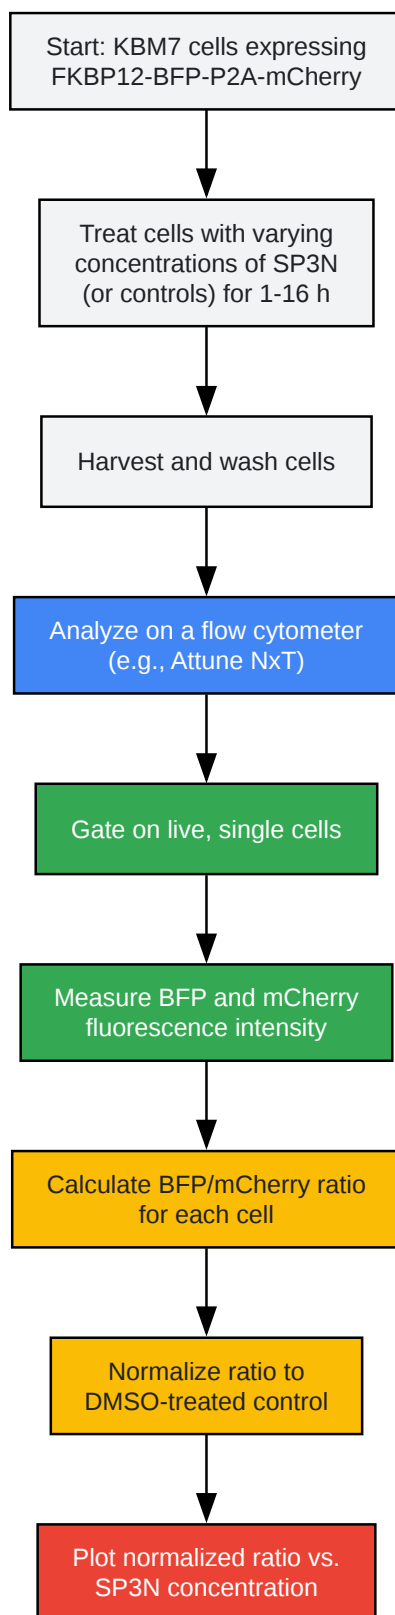 Start: KBM7 cells expressing
FKBP12-BFP-P2A-mCherry
Treat cells with varying
concentrations of SP3N
(or controls) for 1-16 h
Harvest and wash cells
Analyze on a flow cytometer
(e.g., Attune NxT)
Gate on live, single cells
Measure BFP and mCherry
fluorescence intensity
Calculate BFP/mCherry ratio
for each cell
Normalize ratio to
DMSO-treated control
Plot normalized ratio vs.
SP3N concentration